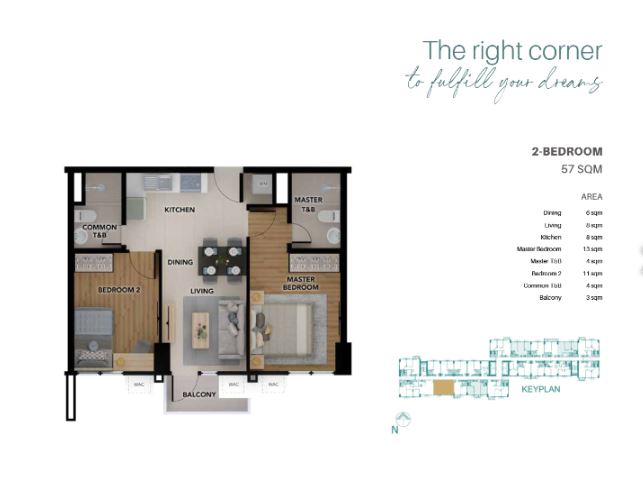 The right corner
to fulfill your dreams
2-BEDROOM
57 SQM
AREA
Dining 6 sqm
Living 8 sqm
Kitchen 8 sqm
Master Bedroom 13 sqm
Master T&B 4 sqm
Bedroom 2 11 sqm
Common T&B 4 sqm
Balcony 3 sqm
KITCHEN
MASTER
T&B
COMMON
T&B
DINING
BEDROOM 2
LIVING
MASTER
BEDROOM
WAC
WAC
WAC
BALCONY
KEYPLAN
N